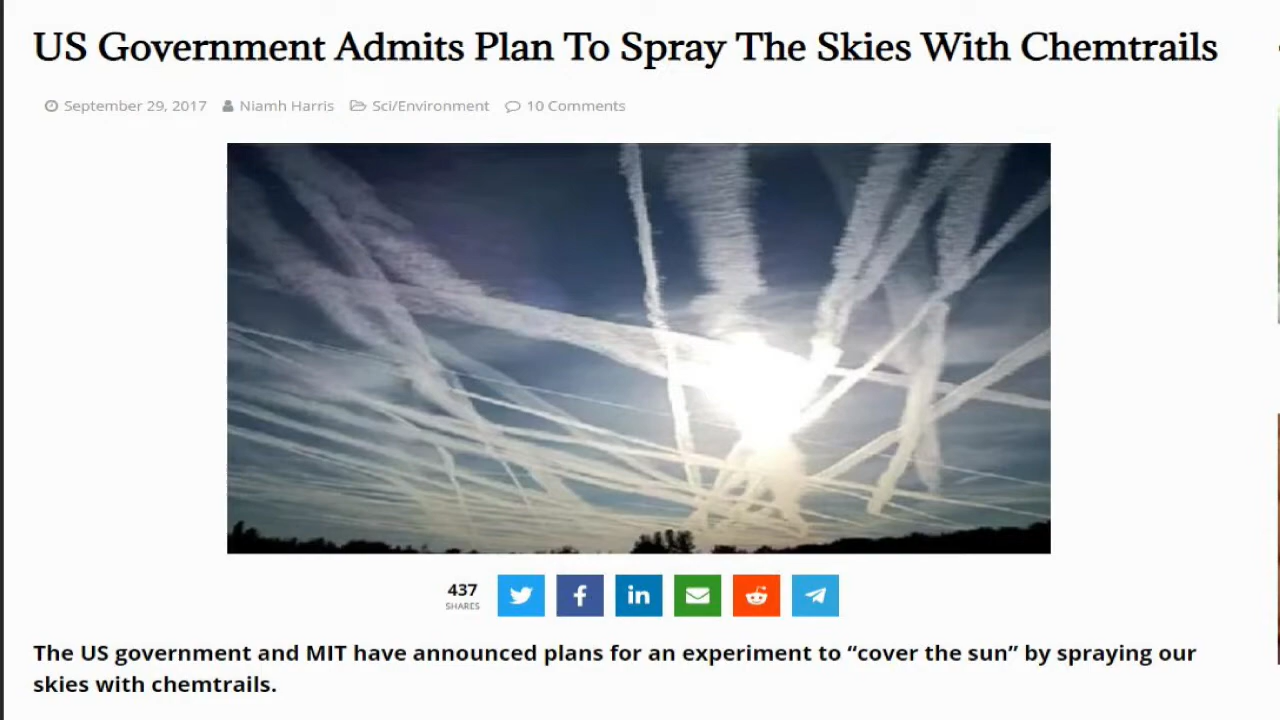 US Government Admits Plan To Spray The Skies With Chemtrails
September 29, 2017 Niamh Harris Sci/Environment 10 Comments
437
SHARES
The US government and MIT have announced plans for an experiment to “cover the sun” by spraying our
skies with chemtrails.